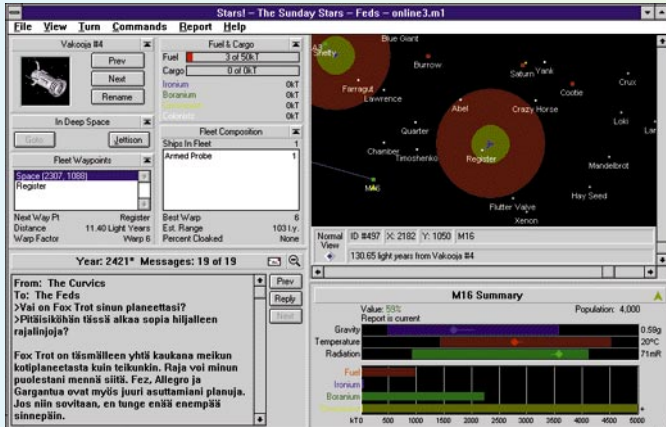 Stars! – The Sunday Stars – Feds – online3.m1
File View Turn Commands Report Help
Vakooja #4
Prev
Next
Rename
In Deep Space
Goto
Jettison
Fleet Waypoints
Space (2307, 1088)
Register
Next Way Pt Register
Distance 11.40 Light Years
Warp Factor Warp 6
Fuel & Cargo
Fuel 3 of 50kT
Cargo 0 of 0kT
Ironium 0kT
Boranium 0kT
Germanium 0kT
Colonists 0kT
Fleet Composition
Ships In Fleet 1
Armed Probe 1
Best Warp 6
Est. Range 103 l.y.
Percent Cloaked None
Blue Giant
Shelty
Burrow
Saturn
Yank
Farragut
Lawrence
Cootie
Crux
Abel
Crazy Horse
Loki
Quarter
Chamber
Timoshenko
Register
Mandelbrot
M16
Hay Seed
Flutter Valve
Xenon
Normal View
ID #497 X: 2182 Y: 1050 M16
130.65 light years from Vakooja #4
Year: 2421* Messages: 19 of 19
From: The Curvics
To: The Feds
>Vai on Fox Trot sinun planeettasi?
>Pitäisiköhän tässä alkaa sopia hiljalleen
rajalinjoja?
Fox Trot on täsmälleen yhtä kaukana meikun
kotiplaneetasta kuin teikunkin. Raja voi minun
puolestani mennä siitä. Fez, Allegro ja
Gargantua ovat myös juuri asuttamiani planuja.
Jos niin sovitaan, en tunge enää enempää
sinnepäin.
Prev
Reply
Next
M16 Summary
Value: 59% Population: 4,000
Report is current
Gravity 0.59g
Temperature 20°C
Radiation 71mR
Fuel
Ironium
Boranium
Germanium
kT 0 500 1000 1500 2000 2500 3000 3500 4000 4500 5000